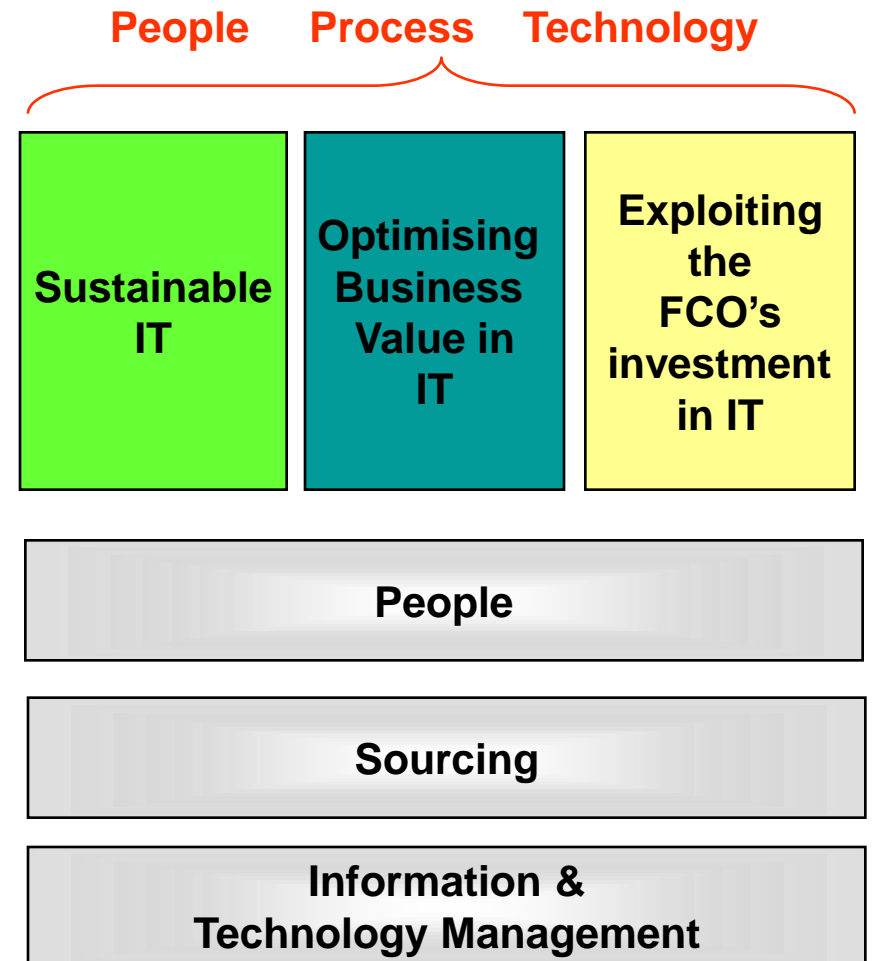 People Process Technology
Sustainable
IT
Optimising
Business
Value in
IT
Exploiting
the
FCO's
investment
in IT
People
Sourcing
Information &
Technology Management